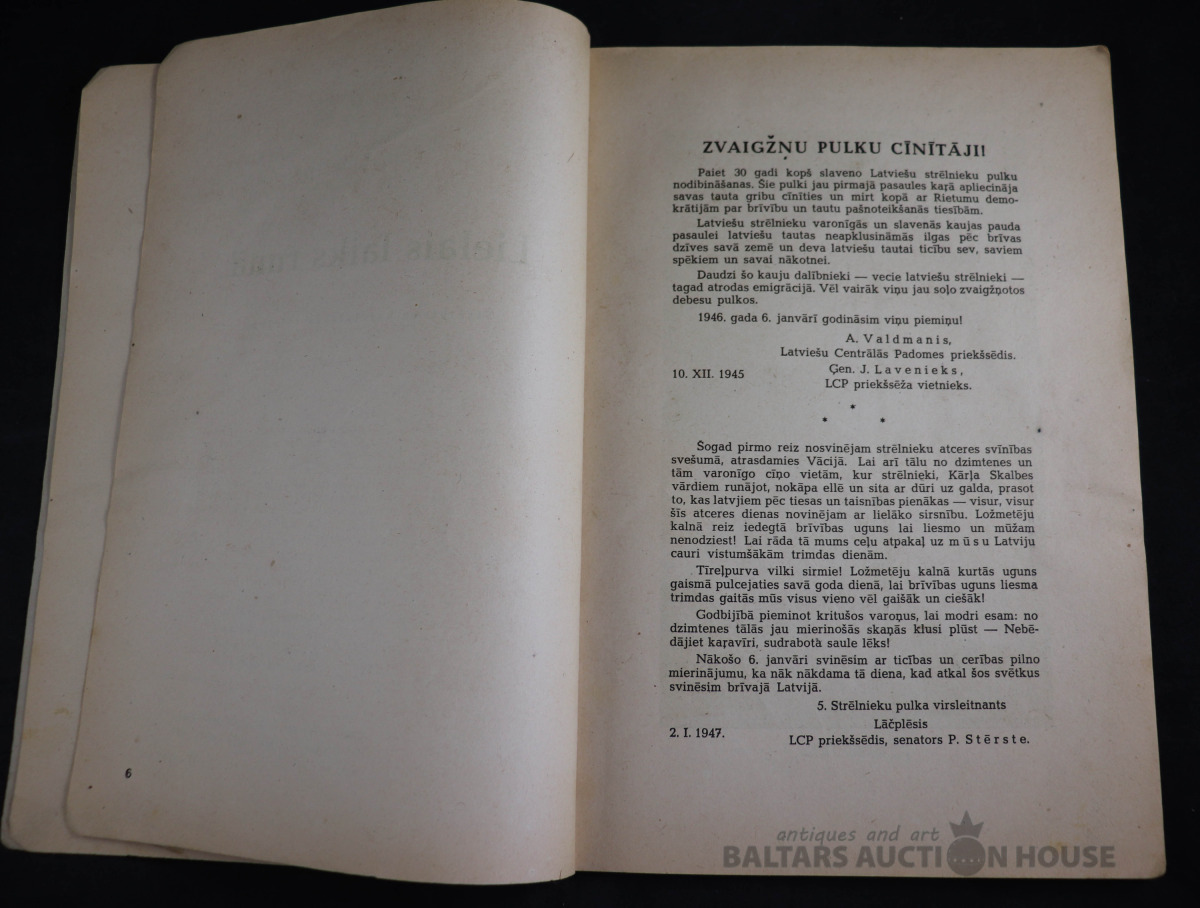 6
ZVAIGŽŅU PULKU CĪNĪTĀJI!
Paiet 30 gadi kopš slaveno Latviešu strēlnieku pulku
nodibināšanas. Šie pulki jau pirmajā pasaules kaŗā apliecināja
savas tauta gribu cīnīties un mirt kopā ar Rietumu demo-
krātijām par brīvību un tautu pašnoteikšanās tiesībām.
Latviešu strēlnieku varonīgās un slavenās kaujas pauda
pasaulei latviešu tautas neapklusināmās ilgas pēc brīvas
dzīves savā zemē un deva latviešu tautai ticību sev, saviem
spēkiem un savai nākotnei.
Daudzi šo kauju dalībnieki — vecie latviešu strēlnieki —
tagad atrodas emigrācijā. Vēl vairāk viņu jau soļo zvaigžņotos
debesu pulkos.
1946. gada 6. janvārī godināsim viņu piemiņu!
A. Valdmanis,
Latviešu Centrālās Padomes priekšsēdis.
10. XII. 1945
Ģen. J. Lavenieks,
LCP priekšsēža vietnieks.
*
* *
Šogad pirmo reiz nosvinējam strēlnieku atceres svīnības
svešumā, atrasdamies Vācijā. Lai arī tālu no dzimtenes un
tām varonīgo cīņo vietām, kur strēlnieki, Kārļa Skalbes
vārdiem runājot, nokāpa ellē un sita ar dūri uz galda, prasot
to, kas latvjiem pēc tiesas un taisnības pienākas — visur, visur
šīs atceres dienas novinējam ar lielāko sirsnību. Ložmetēju
kalnā reiz iedegtā brīvības uguns lai liesmo un mūžam
nenodziest! Lai rāda tā mums ceļu atpakaļ uz mūsu Latviju
cauri vistumšākām trimdas dienām.
Tīreļpurva vilki sirmie! Ložmetēju kalnā kurtās uguns
gaismā pulcejaties savā goda dienā, lai brīvības uguns liesma
trimdas gaitās mūs visus vieno vēl gaišāk un ciešāk!
Godbijībā pieminot kritušos varoņus, lai modri esam: no
dzimtenes tālās jau mierinošās skaņās klusi plūst — Nebē-
dājiet kaŗavīri, sudrabotā saule lēks!
Nākošo 6. janvāri svinēsim ar ticības un cerības pilno
mierinājumu, ka nāk nākdama tā diena, kad atkal šos svētkus
svinēsim brīvajā Latvijā.
5. Strēlnieku pulka virsleitnants
Lāčplēsis
2. I. 1947.
LCP priekšsēdis, senators P. Stērste.
antiques and art
BALTARS AUCTION HOUSE